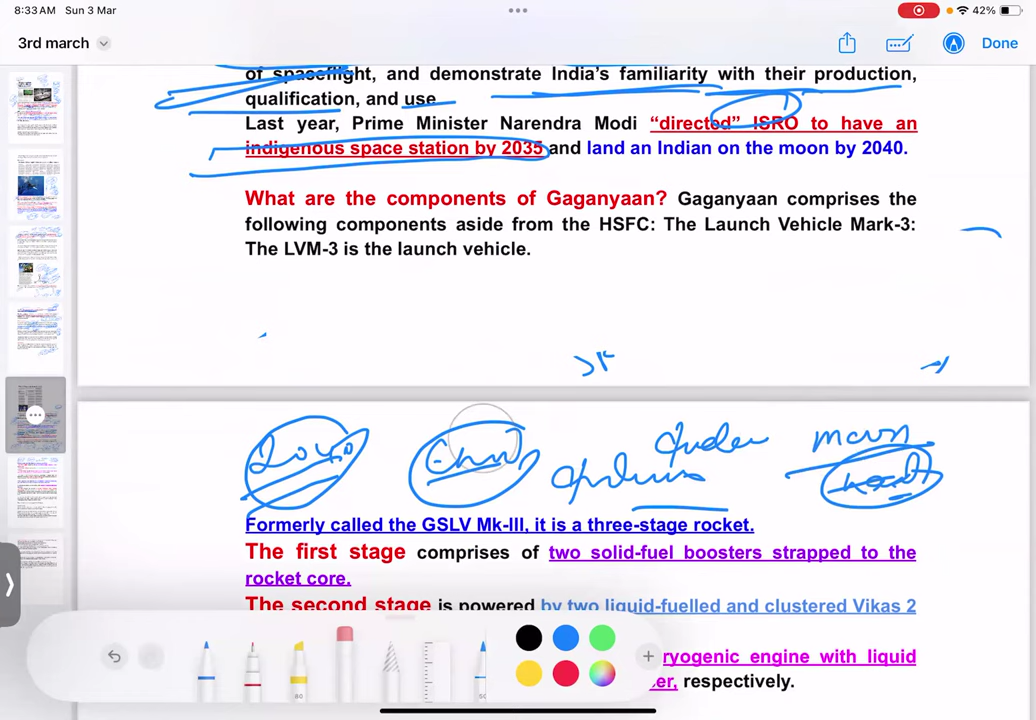 8:33 AM Sun 3 Mar
42%
3rd march
Done
of spaceflight, and demonstrate India's familiarity with their production,
qualification, and use
Last year, Prime Minister Narendra Modi “directed” ISRO to have an
indigenous space station by 2035 and land an Indian on the moon by 2040.
What are the components of Gaganyaan? Gaganyaan comprises the
following components aside from the HSFC: The Launch Vehicle Mark-3:
The LVM-3 is the launch vehicle.
2040
moon
Formerly called the GSLV Mk-III, it is a three-stage rocket.
The first stage comprises of two solid-fuel boosters strapped to the
rocket core.
The second stage is powered by two liquid-fuelled and clustered Vikas 2
ryogenic engine with liquid
er, respectively.
80
50